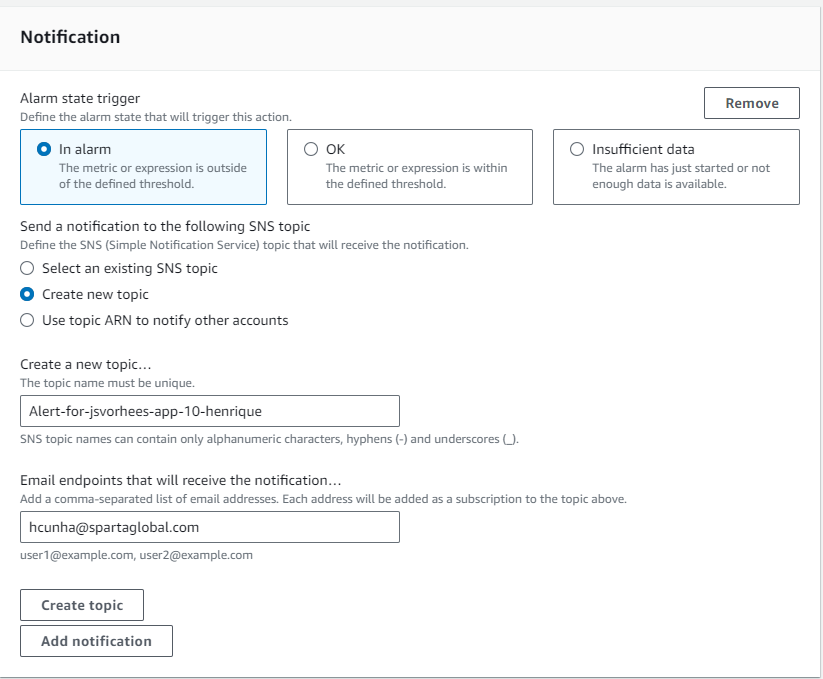 Notification
Alarm state trigger
Define the alarm state that will trigger this action.
Remove
In alarm
The metric or expression is outside
of the defined threshold.
OK
The metric or expression is within
the defined threshold.
Insufficient data
The alarm has just started or not
enough data is available.
Send a notification to the following SNS topic
Define the SNS (Simple Notification Service) topic that will receive the notification.
Select an existing SNS topic
Create new topic
Use topic ARN to notify other accounts
Create a new topic…
The topic name must be unique.
Alert-for-jsvorhees-app-10-henrique
SNS topic names can contain only alphanumeric characters, hyphens (-) and underscores (_).
Email endpoints that will receive the notification…
Add a comma-separated list of email addresses. Each address will be added as a subscription to the topic above.
hcunha@spartaglobal.com
user1@example.com, user2@example.com
Create topic
Add notification